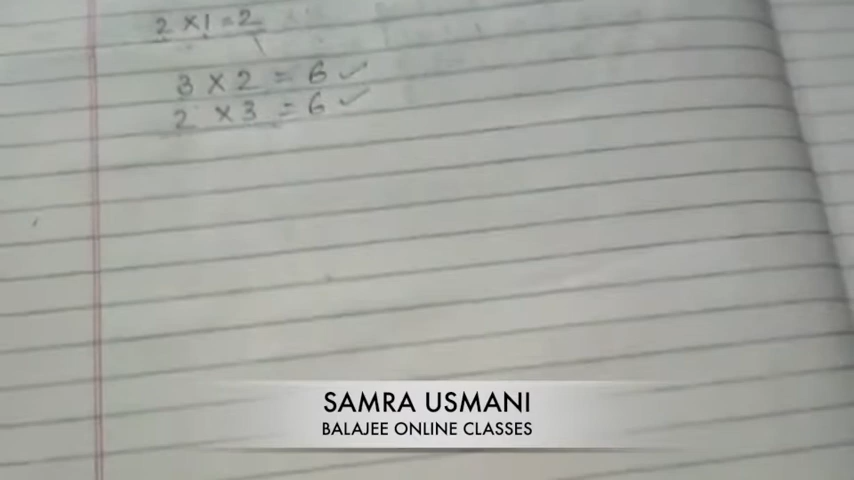 2 × 1 = 2
3 × 2 = 6 ✓
2 × 3 = 6 ✓
SAMRA USMANI
BALAJEE ONLINE CLASSES